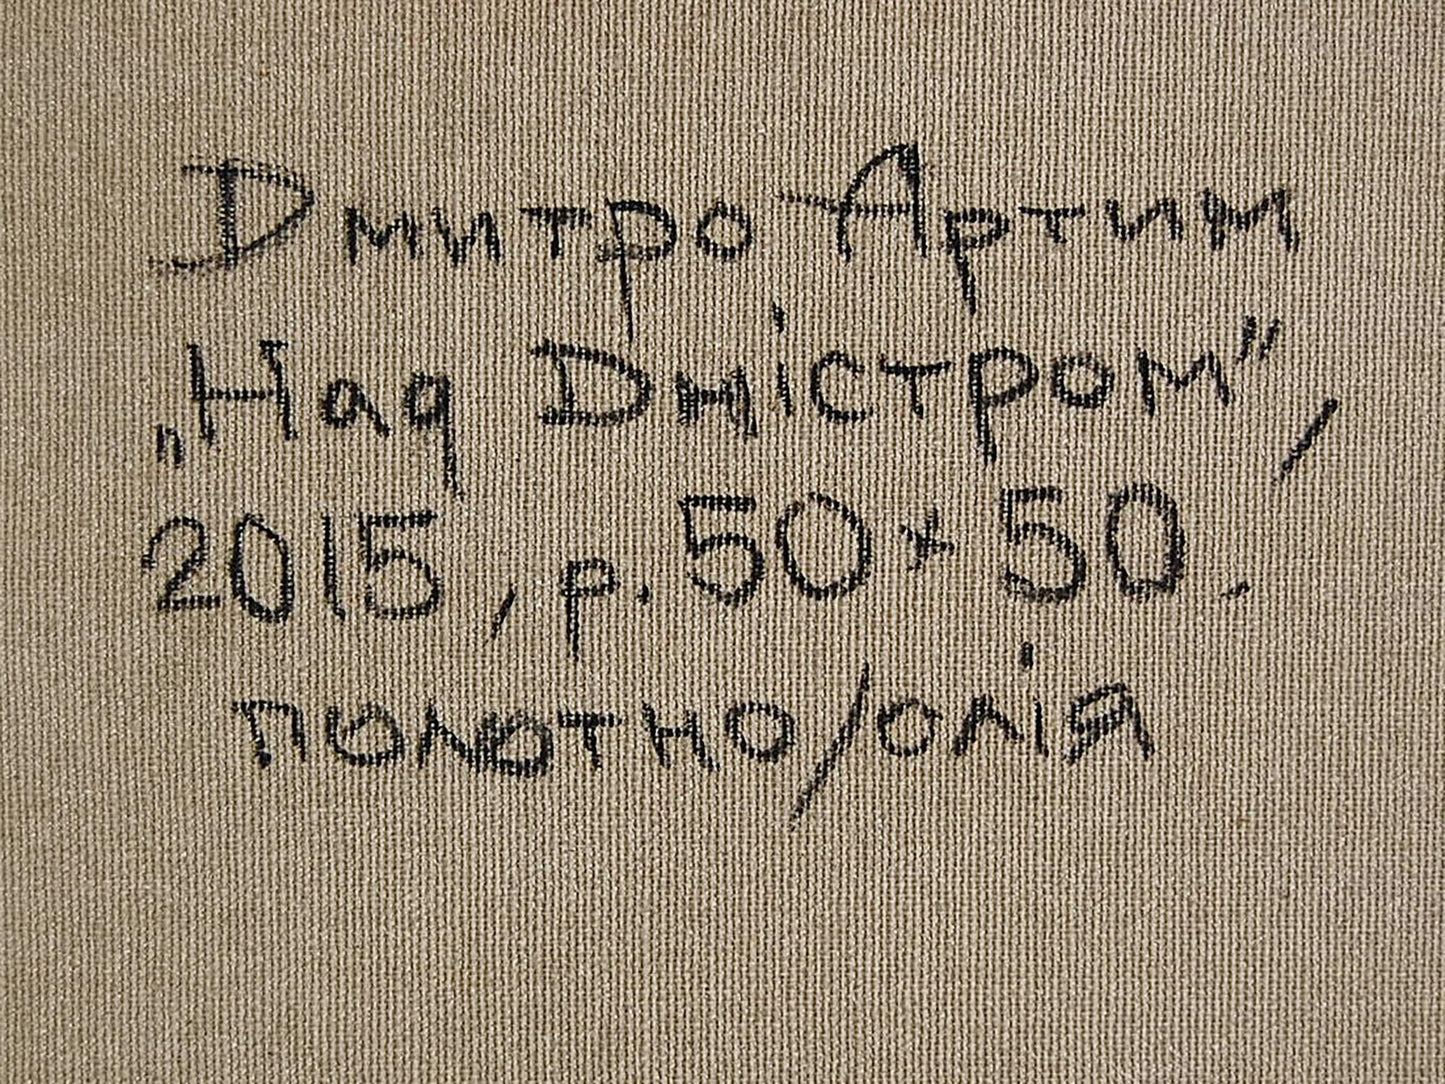 Дмитро Артим
„Над Дністром”,
2015, р. 50×50.
полотно/олія